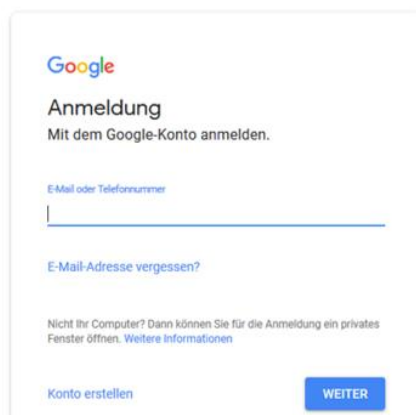 Google
Anmeldung
Mit dem Google-Konto anmelden.
E-Mail oder Telefonnummer
E-Mail-Adresse vergessen?
Nicht Ihr Computer? Dann können Sie für die Anmeldung ein privates
Fenster öffnen. Weitere Informationen
Konto erstellen
WEITER